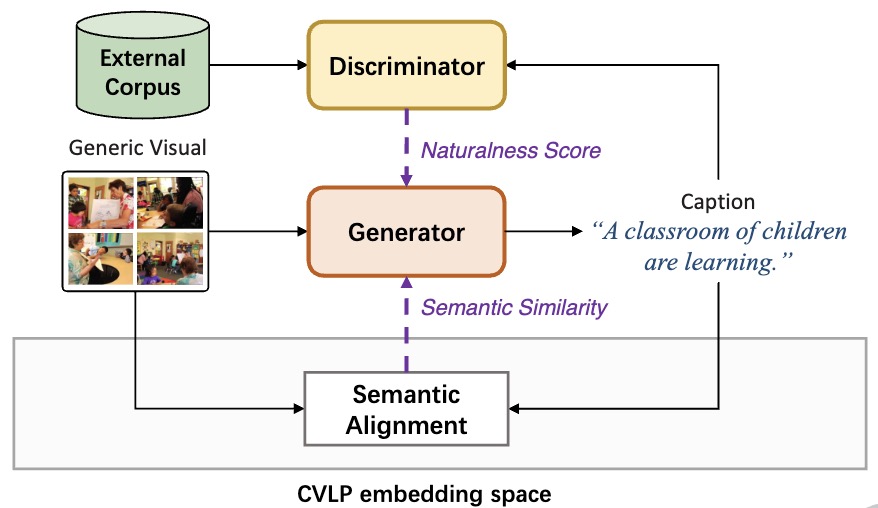 External
Corpus
Discriminator
Generic Visual
Naturalness Score
Generator
Caption
“A classroom of children
are learning.”
Semantic Similarity
Semantic
Alignment
CVLP embedding space